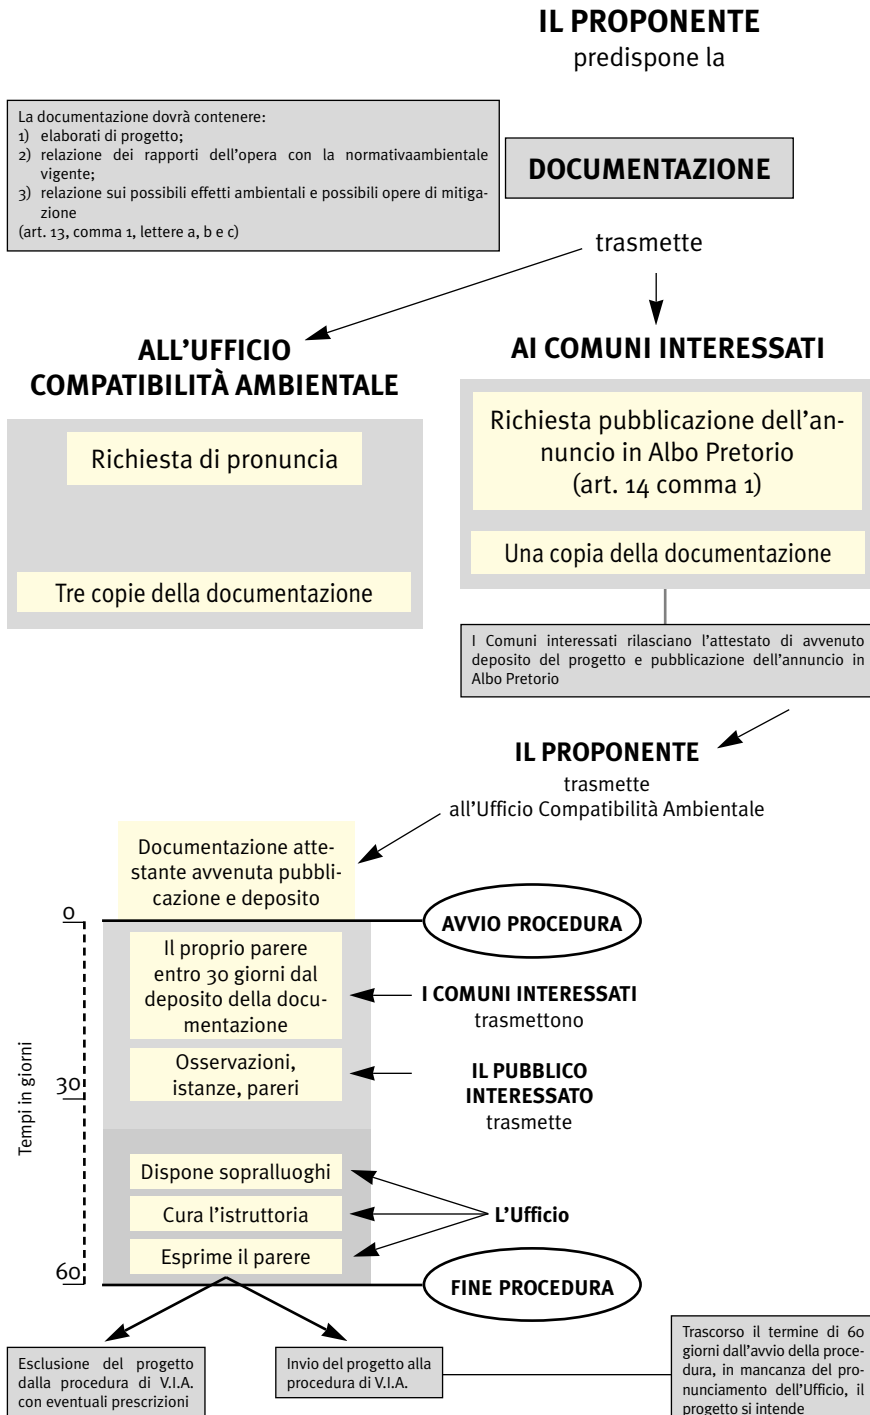 IL PROPONENTE
predispone la
La documentazione dovrà contenere:
1) elaborati di progetto;
2) relazione dei rapporti dell'opera con la normativaambientale
vigente;
3) relazione sui possibili effetti ambientali e possibili opere di mitiga-
zione
(art. 13, comma 1, lettere a, b e c)
DOCUMENTAZIONE
trasmette
ALL'UFFICIO
COMPATIBILITÀ AMBIENTALE
Richiesta di pronuncia
Tre copie della documentazione
AI COMUNI INTERESSATI
Richiesta pubblicazione dell'an-
nuncio in Albo Pretorio
(art. 14 comma 1)
Una copia della documentazione
I Comuni interessati rilasciano l'attestato di avvenuto
deposito del progetto e pubblicazione dell'annuncio in
Albo Pretorio
IL PROPONENTE
trasmette
all'Ufficio Compatibilità Ambientale
Documentazione atte-
stante avvenuta pubbli-
cazione e deposito
0
AVVIO PROCEDURA
Il proprio parere
entro 30 giorni dal
deposito della docu-
mentazione
I COMUNI INTERESSATI
trasmettono
Tempi in giorni
30
Osservazioni,
istanze, pareri
IL PUBBLICO
INTERESSATO
trasmette
Dispone sopralluoghi
Cura l'istruttoria
Esprime il parere
L'Ufficio
60
FINE PROCEDURA
Esclusione del progetto
dalla procedura di V.I.A.
con eventuali prescrizioni
Invio del progetto alla
procedura di V.I.A.
Trascorso il termine di 60
giorni dall'avvio della proce-
dura, in mancanza del pro-
nunciamento dell'Ufficio, il
progetto si intende